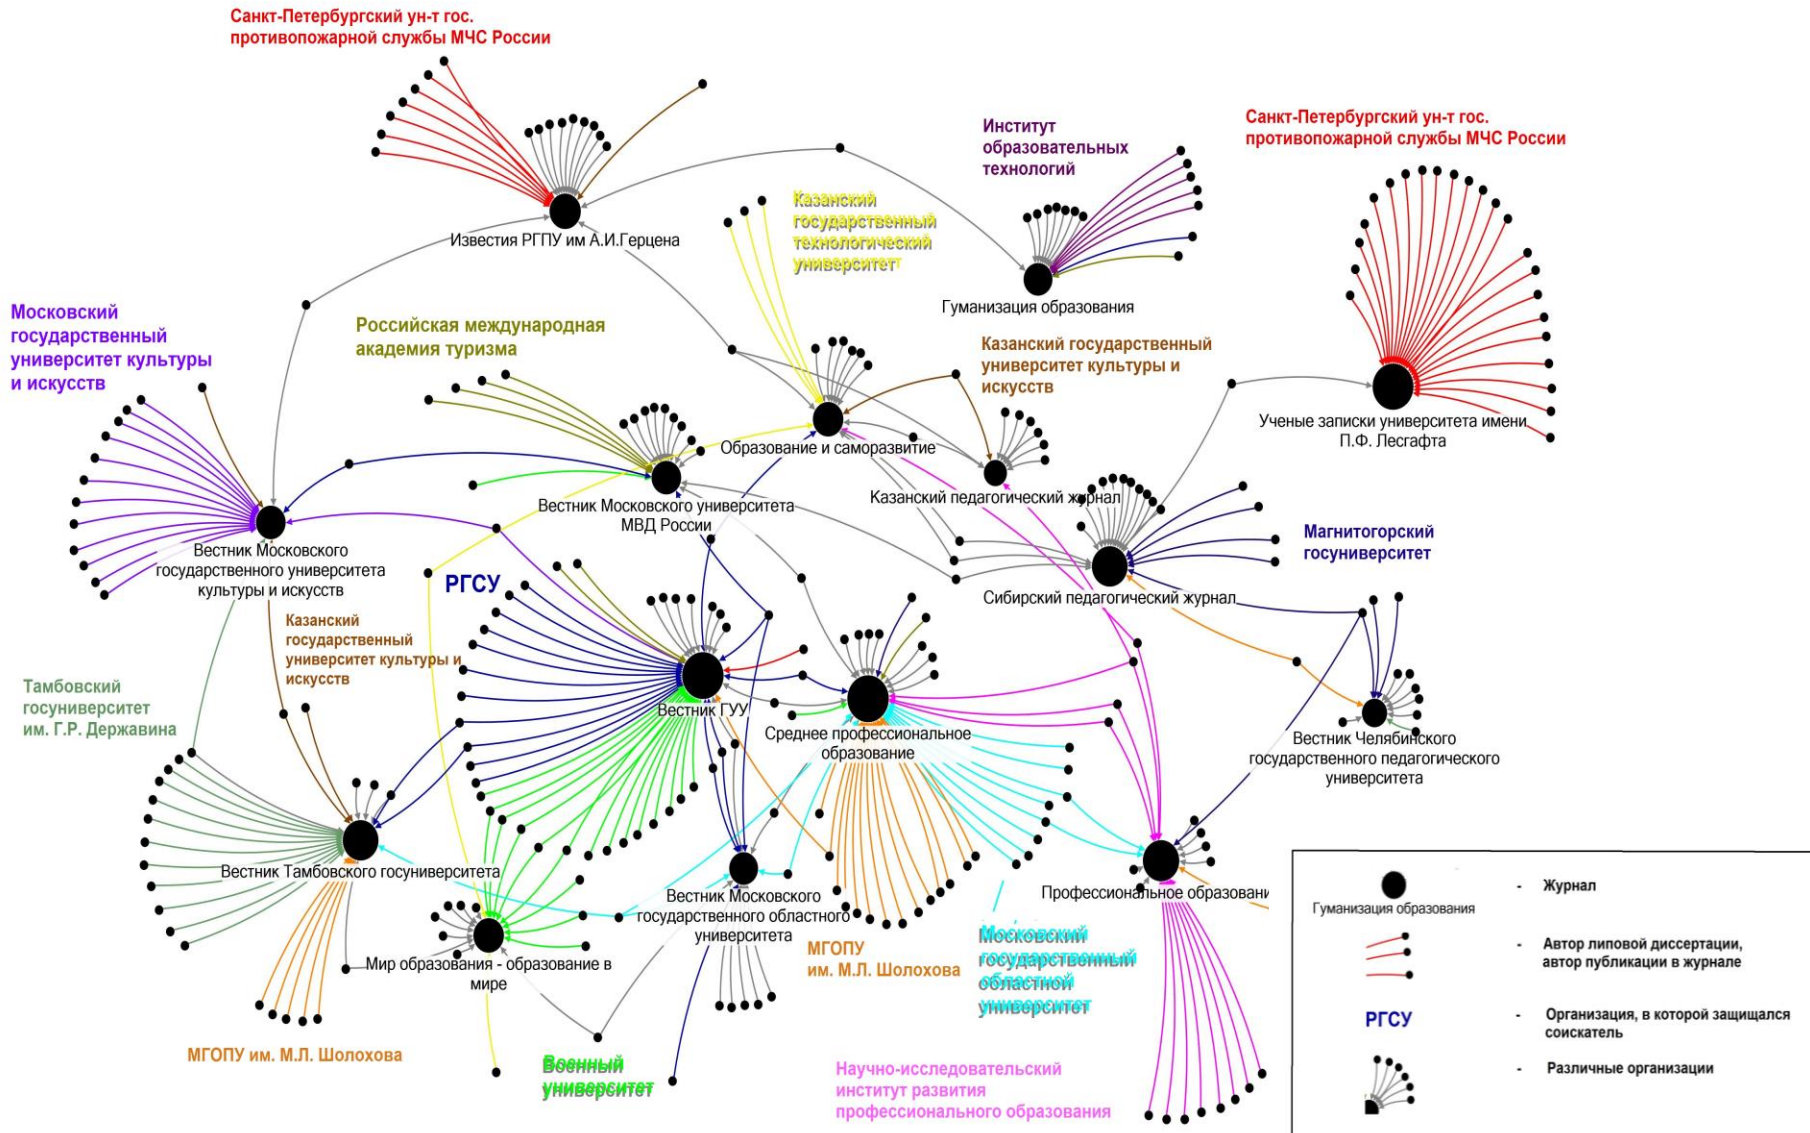 Санкт-Петербургский ун-т гос.
противопожарной службы МЧС России
Санкт-Петербургский ун-т гос.
противопожарной службы МЧС России
Институт
образовательных
технологий
Казанский
государственный
технологический
университет
Известия РГПУ им А.И.Герцена
Гуманизация образования
Московский
государственный
университет культуры
и искусств
Российская международная
академия туризма
Казанский государственный
университет культуры и
искусств
Ученые записки университета имени
П.Ф. Лесгафта
Образование и саморазвитие
Казанский педагогический журнал
Вестник Московского университета
МВД России
Магнитогорский
госуниверситет
Вестник Московского
государственного университета
культуры и искусств
РГСУ
Сибирский педагогический журнал
Казанский
государственный
университет культуры и
искусств
Тамбовский
госуниверситет
им. Г.Р. Державина
Вестник ГУУ
Среднее профессиональное
образование
Вестник Челябинского
государственного педагогического
университета
Вестник Тамбовского госуниверситета
Вестник Московского
государственного областного
университета
Профессиональное образовани
Мир образования - образование в
мире
МГОПУ
им. М.Л. Шолохова
Московский
государственный
областной
университет
МГОПУ им. М.Л. Шолохова
Военный
университет
Научно-исследовательский
институт развития
профессионального образования
Гуманизация образования
- Журнал
- Автор липовой диссертации,
автор публикации в журнале
РГСУ
- Организация, в которой защищался
соискатель
- Различные организации